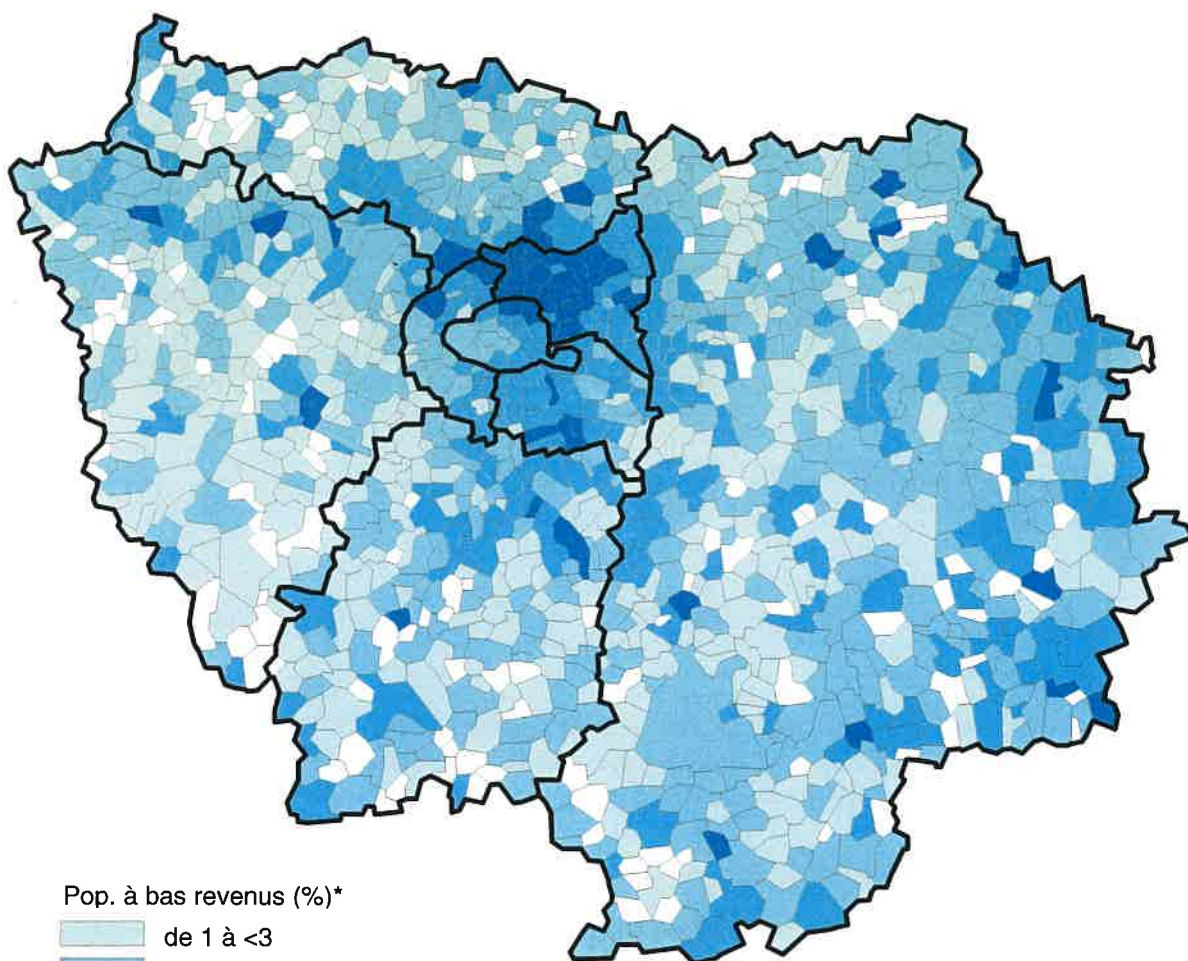 Pop. à bas revenus (%)*
de 1 à <3